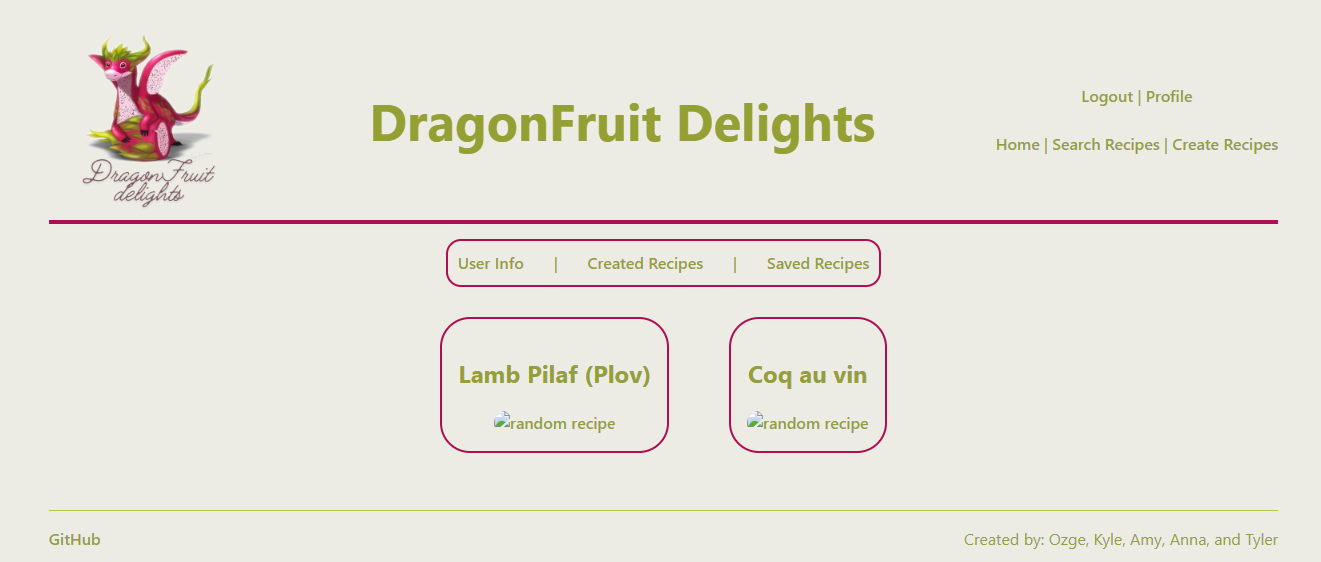 DragonFruit
delights
DragonFruit Delights
Logout | Profile
Home | Search Recipes | Create Recipes
User Info | Created Recipes | Saved Recipes
Lamb Pilaf (Plov)
random recipe
Coq au vin
random recipe
GitHub
Created by: Ozge, Kyle, Amy, Anna, and Tyler